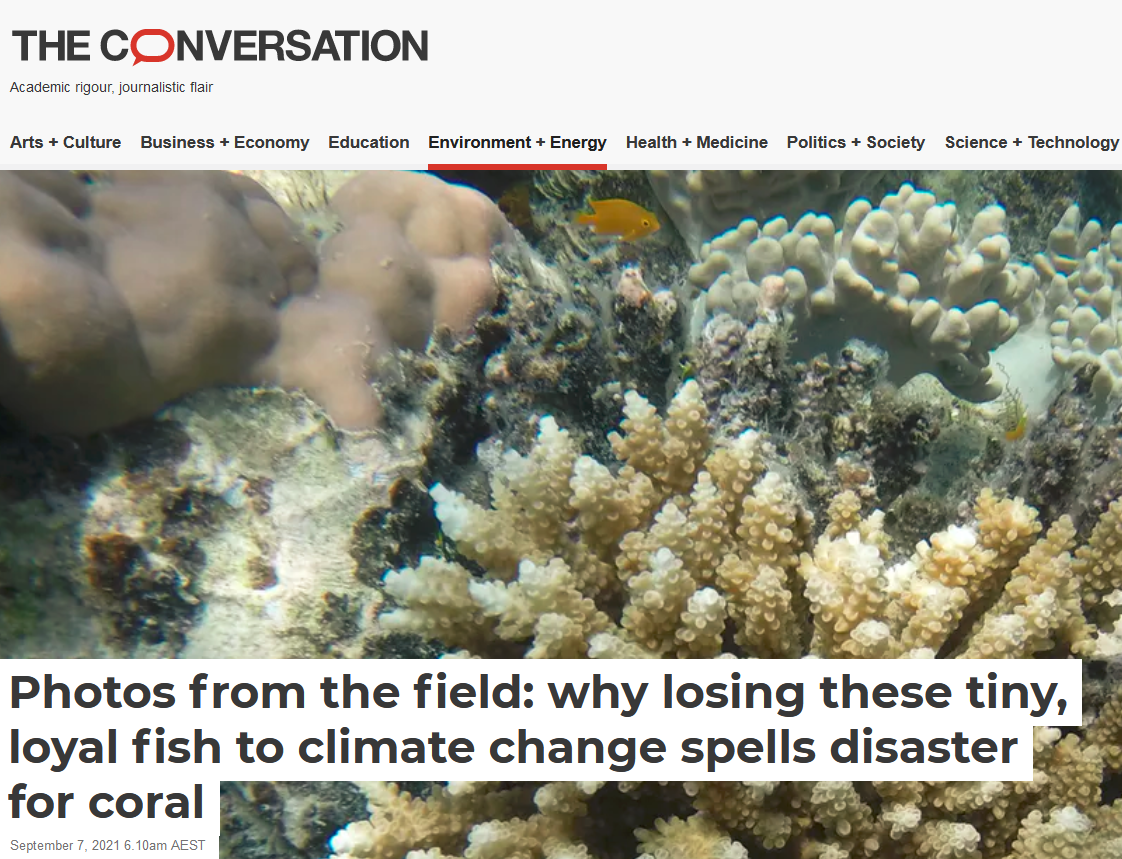 THE CONVERSATION
Academic rigour, journalistic flair
Arts + Culture Business + Economy Education Environment + Energy Health + Medicine Politics + Society Science + Technology
Photos from the field: why losing these tiny,
loyal fish to climate change spells disaster
for coral
September 7, 2021 6.10am AEST